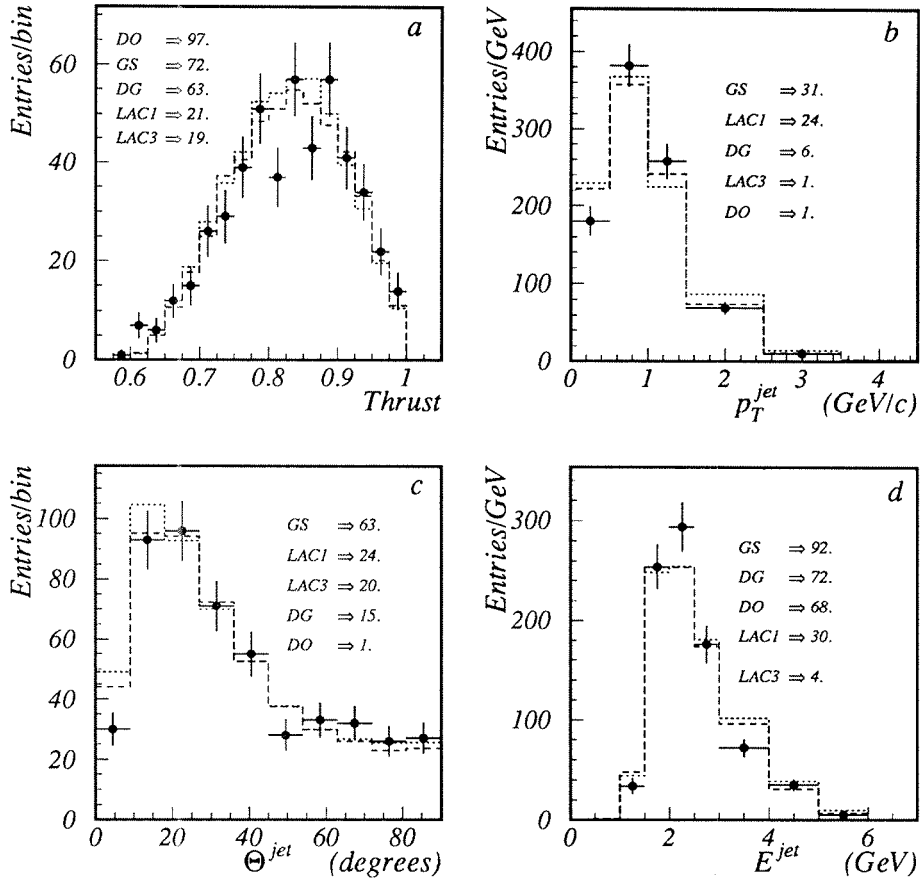 a
Entries/bin
DO ⇒ 97.
GS ⇒ 72.
DG ⇒ 63.
LAC1 ⇒ 21.
LAC3 ⇒ 19.
60
40
20
0
0.6 0.7 0.8 0.9 1
Thrust
b
Entries/GeV
GS ⇒ 31.
LAC1 ⇒ 24.
DG ⇒ 6.
LAC3 ⇒ 1.
DO ⇒ 1.
400
300
200
100
0
0 1 2 3 4
p_T^jet (GeV/c)
c
Entries/bin
GS ⇒ 63.
LAC1 ⇒ 24.
LAC3 ⇒ 20.
DG ⇒ 15.
DO ⇒ 1.
100
80
60
40
20
0
0 20 40 60 80
Θ^jet (degrees)
d
Entries/GeV
GS ⇒ 92.
DG ⇒ 72.
DO ⇒ 68.
LAC1 ⇒ 30.
LAC3 ⇒ 4.
300
200
100
0
0 2 4 6
E^jet (GeV)